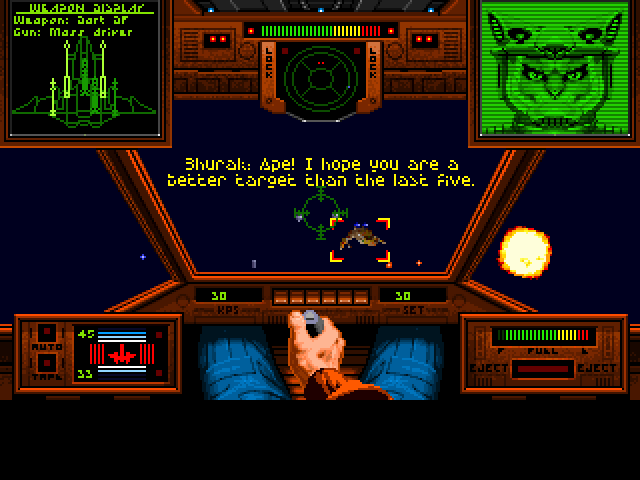 WEAPON DISPLAY
Weapon: Dart DF
Gun: Mass driver
LOCK
LOCK
Bhurak: Ape! I hope you are a
better target than the last five.
30
30
KPS
SET
45
AUTO
TAPE
33
F FUEL E
EJECT
EJECT